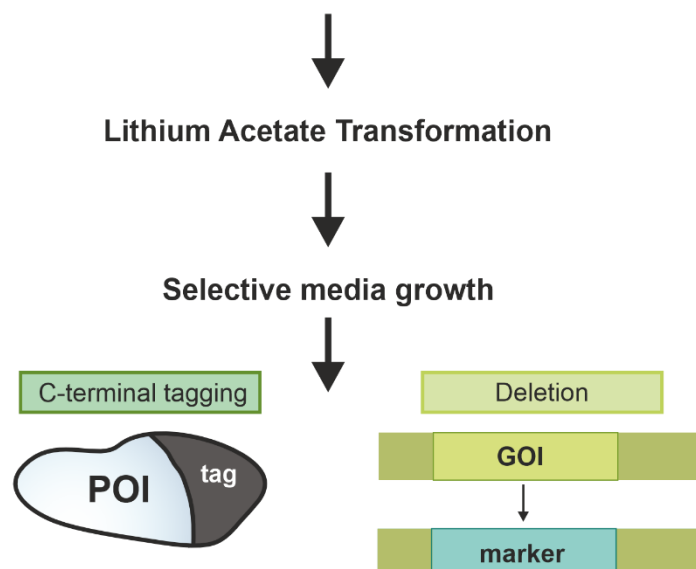 Lithium Acetate Transformation
Selective media growth
C-terminal tagging
Deletion
POI
tag
GOI
marker